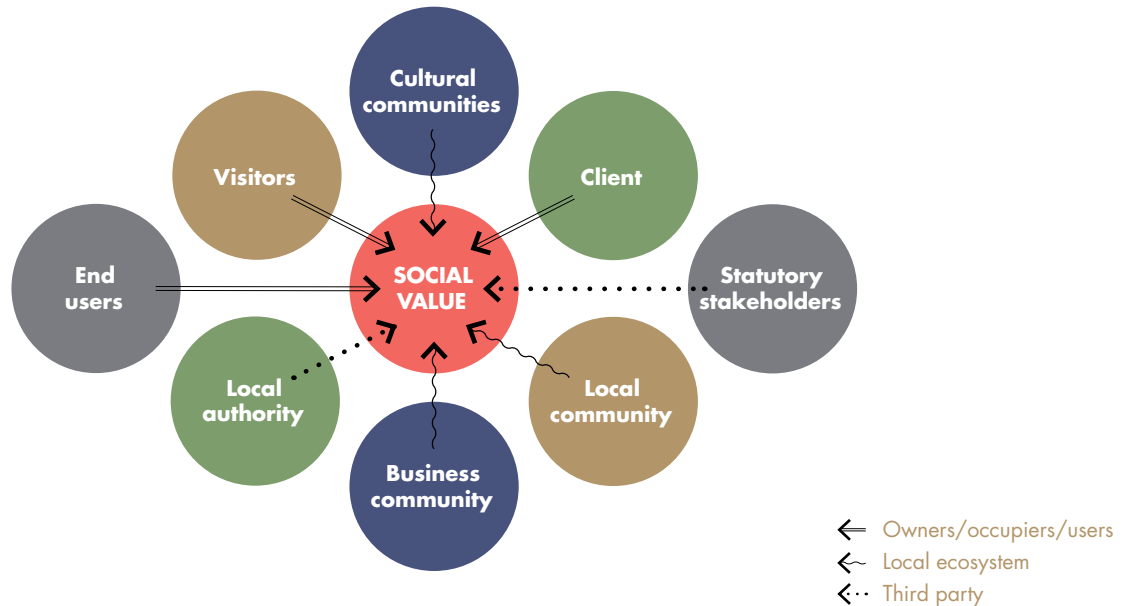 Cultural
communities
Visitors
Client
End
users
SOCIAL
VALUE
Statutory
stakeholders
Local
authority
Local
community
Business
community
Owners/occupiers/users
Local ecosystem
Third party